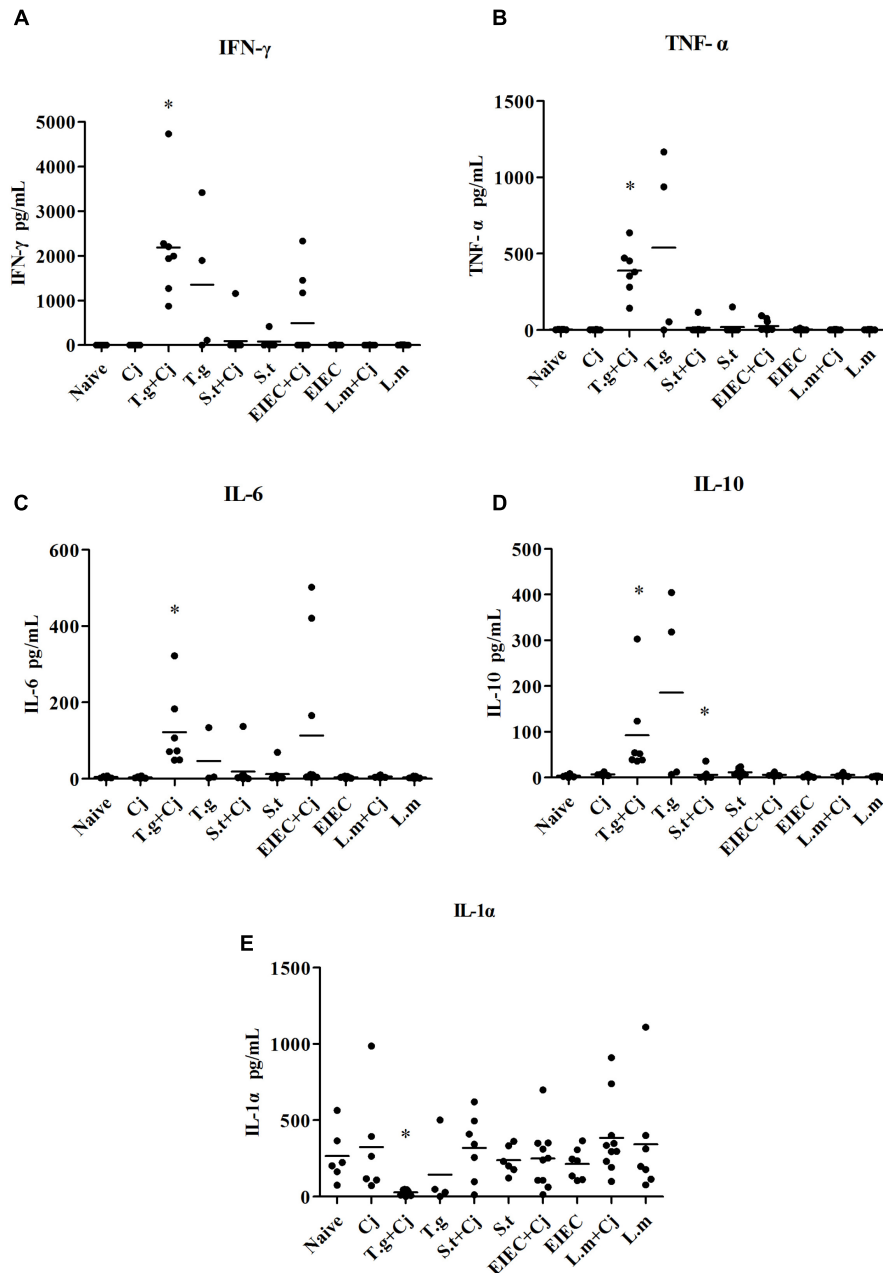 A
IFN-γ
*
5000
4000
3000
2000
1000
0
IFN-γ pg/mL
Naive Cj T.g+Cj T.g S.t+Cj S.t EIEC+Cj EIEC L.m+Cj L.m
B
TNF- α
*
1500
1000
500
0
TNF- α pg/mL
Naive Cj T.g+Cj T.g S.t+Cj S.t EIEC+Cj EIEC L.m+Cj L.m
C
IL-6
*
600
400
200
0
IL-6 pg/mL
Naive Cj T.g+Cj T.g S.t+Cj S.t EIEC+Cj EIEC L.m+Cj L.m
D
IL-10
*
*
500
400
300
200
100
0
IL-10 pg/mL
Naive Cj T.g+Cj T.g S.t+Cj S.t EIEC+Cj EIEC L.m+Cj L.m
E
IL-1α
*
1500
1000
500
0
IL-1α pg/mL
Naive Cj T.g+Cj T.g S.t+Cj S.t EIEC+Cj EIEC L.m+Cj L.m